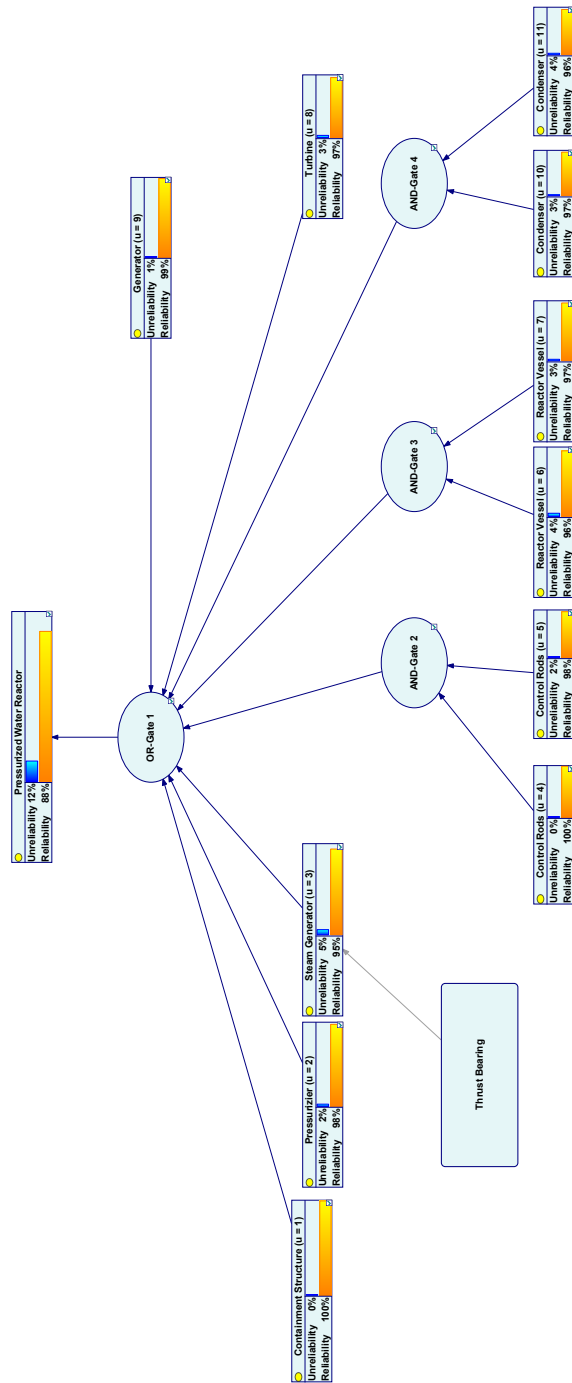 Pressurized Water Reactor
Unreliability 12%
Reliability 88%
Generator (u = 9)
Unreliability 1%
Reliability 99%
OR-Gate 1
Containment Structure (u = 1)
Unreliability 0%
Reliability 100%
Pressurizier (u = 2)
Unreliability 2%
Reliability 98%
Steam Generator (u = 3)
Unreliability 5%
Reliability 95%
Turbine (u = 8)
Unreliability 3%
Reliability 97%
AND-Gate 2
AND-Gate 3
AND-Gate 4
Thrust Bearing
Control Rods (u = 4)
Unreliability 0%
Reliability 100%
Control Rods (u = 5)
Unreliability 2%
Reliability 98%
Reactor Vessel (u = 6)
Unreliability 4%
Reliability 96%
Reactor Vessel (u = 7)
Unreliability 3%
Reliability 97%
Condenser (u = 10)
Unreliability 3%
Reliability 97%
Condenser (u = 11)
Unreliability 4%
Reliability 96%